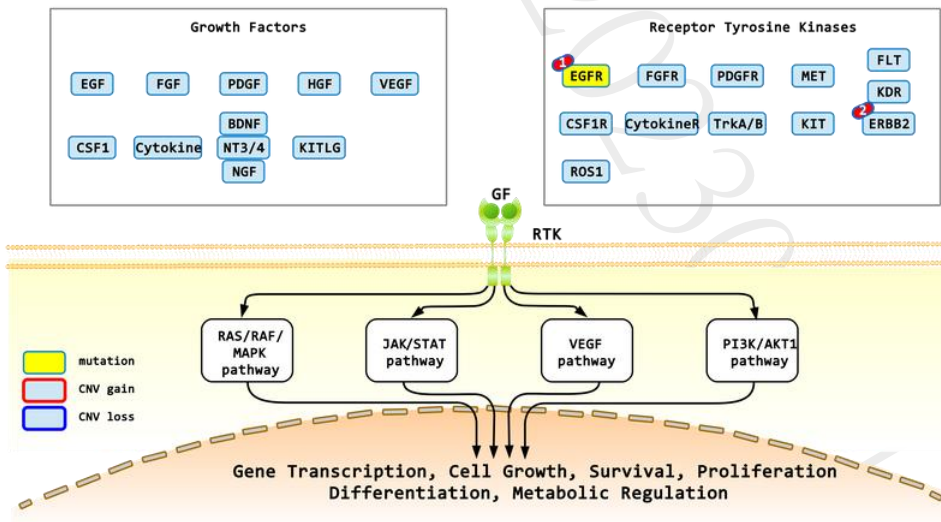 Growth Factors
EGF
FGF
PDGF
HGF
VEGF
BDNF
CSF1
Cytokine
NT3/4
KITLG
NGF
Receptor Tyrosine Kinases
1
EGFR
FGFR
PDGFR
MET
FLT
KDR
2
CSF1R
CytokineR
TrkA/B
KIT
ERBB2
ROS1
GF
RTK
RAS/RAF/
MAPK
pathway
JAK/STAT
pathway
VEGF
pathway
PI3K/AKT1
pathway
mutation
CNV gain
CNV loss
Gene Transcription, Cell Growth, Survival, Proliferation
Differentiation, Metabolic Regulation